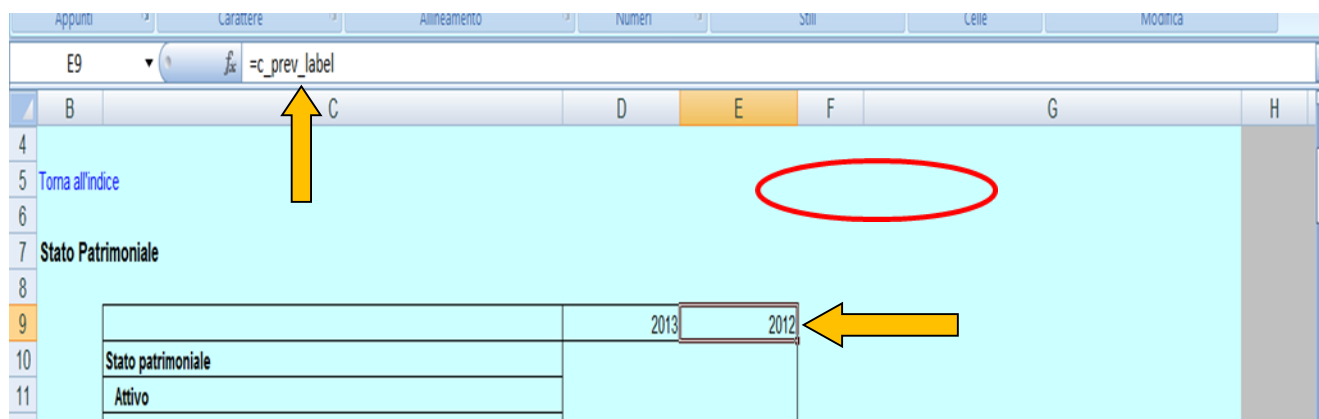 Appunti Carattere Allineamento Numeri Stili Celle Modifica
E9 fx =c_prev_label
B C D E F G H
4
5 Torna all'indice
6
7 Stato Patrimoniale
8
9 2013 2012
10 Stato patrimoniale
11 Attivo